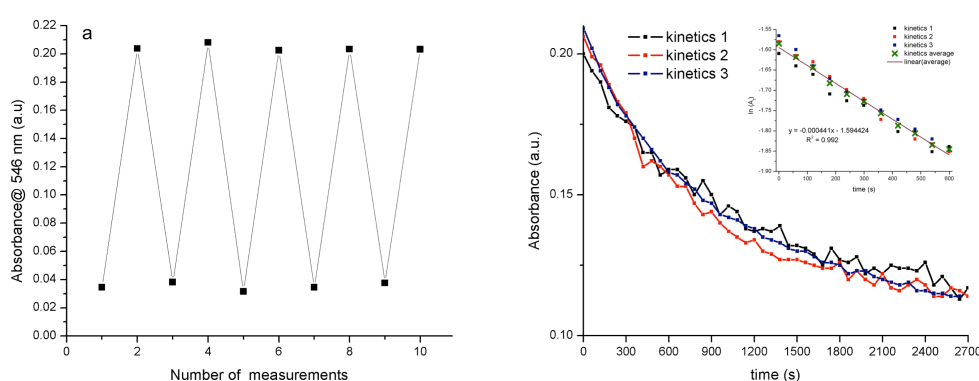 a
Absorbance@ 546 nm (a.u)
0.22
0.20
0.18
0.16
0.14
0.12
0.10
0.08
0.06
0.04
0.02
0.00
0 2 4 6 8 10
Number of measurements
Absorbance (a.u.)
0.20
0.15
0.10
0 300 600 900 1200 1500 1800 2100 2400 2700
time (s)
kinetics 1
kinetics 2
kinetics 3
ln (At)
-1.55
-1.60
-1.65
-1.70
-1.75
-1.80
-1.85
-1.90
0 100 200 300 400 500 600
time (s)
kinetics 1
kinetics 2
kinetics 3
kinetics average
linear(average)
y = -0.000441x - 1.594424
R² = 0.992